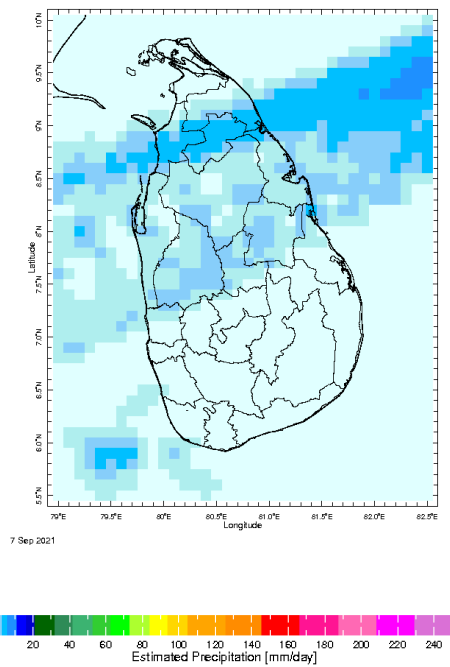 10°N
9.5°N
9°N
8.5°N
8°N
7.5°N
7.0°N
6.5°N
6.0°N
5.5°N
Latitude
79°E 79.5°E 80°E 80.5°E 81.0°E 81.5°E 82.0°E 82.5°E
Longitude
7 Sep 2021
20 40 60 80 100 120 140 160 180 200 220 240
Estimated Precipitation [mm/day]